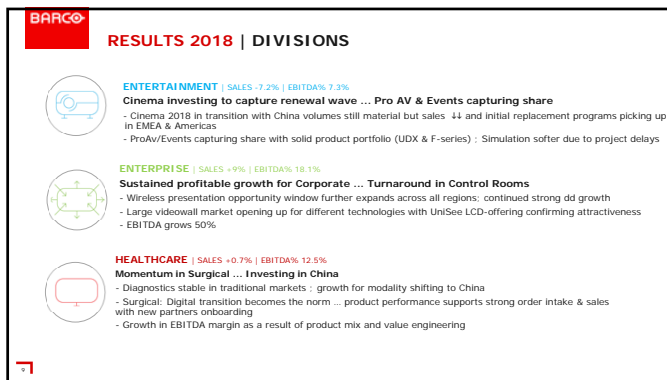 BARCO
RESULTS 2018 | DIVISIONS
ENTERTAINMENT | SALES -7.2% | EBITDA% 7.3%
Cinema investing to capture renewal wave ... Pro AV & Events capturing share
- Cinema 2018 in transition with China volumes still material but sales ↓↓ and initial replacement programs picking up
in EMEA & Americas
- ProAv/Events capturing share with solid product portfolio (UDX & F-series) ; Simulation softer due to project delays
ENTERPRISE | SALES +9% | EBITDA% 18.1%
Sustained profitable growth for Corporate ... Turnaround in Control Rooms
- Wireless presentation opportunity window further expands across all regions; continued strong dd growth
- Large videowall market opening up for different technologies with UniSee LCD-offering confirming attractiveness
- EBITDA grows 50%
HEALTHCARE | SALES +0.7% | EBITDA% 12.5%
Momentum in Surgical ... Investing in China
- Diagnostics stable in traditional markets ; growth for modality shifting to China
- Surgical: Digital transition becomes the norm ... product performance supports strong order intake & sales
with new partners onboarding
- Growth in EBITDA margin as a result of product mix and value engineering
9